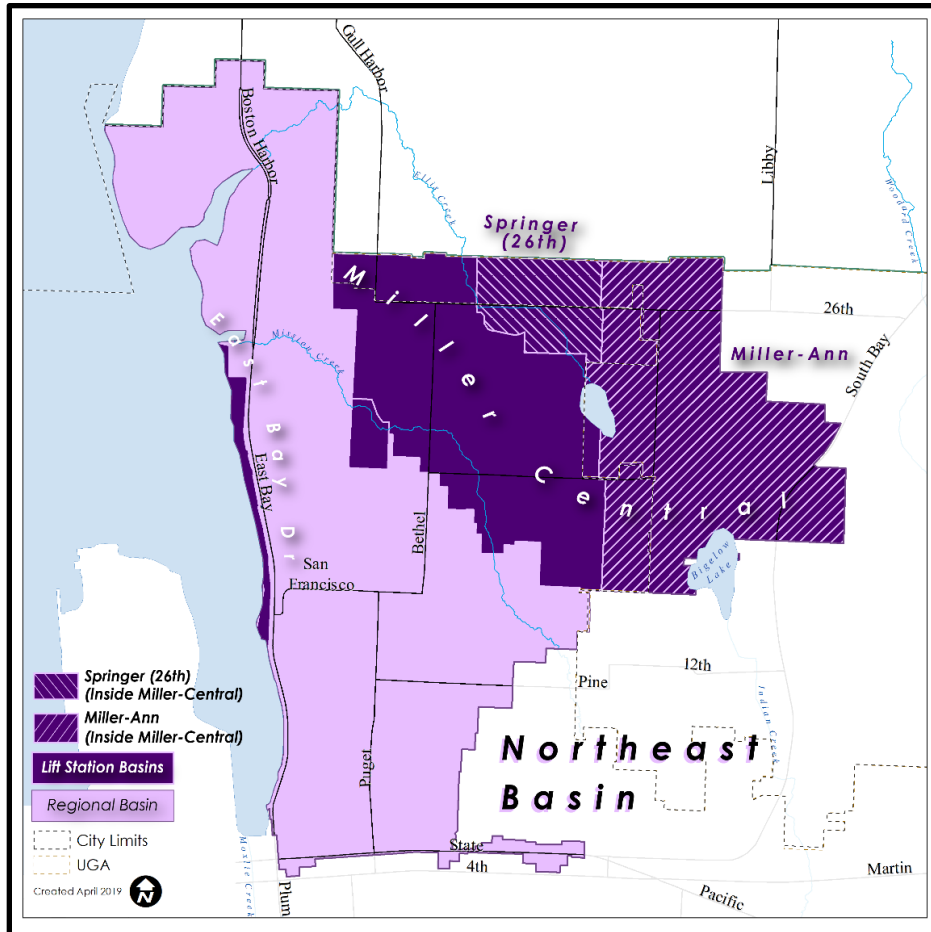 Gull Harbor
Boston Harbor
Libby
Ellis Creek
Woodard Creek
Springer
(26th)
26th
Miller Central
Miller-Ann
South Bay
Mission Creek
East Bay Dr
East Bay
Bethel
San
Francisco
Bigelow
Lake
12th
Pine
Indian Creek
Puget
Northeast
Basin
State
4th
Plum
Moxlie Creek
Martin
Pacific
Springer (26th)
(Inside Miller-Central)
Miller-Ann
(Inside Miller-Central)
Lift Station Basins
Regional Basin
City Limits
UGA
Created April 2019
N